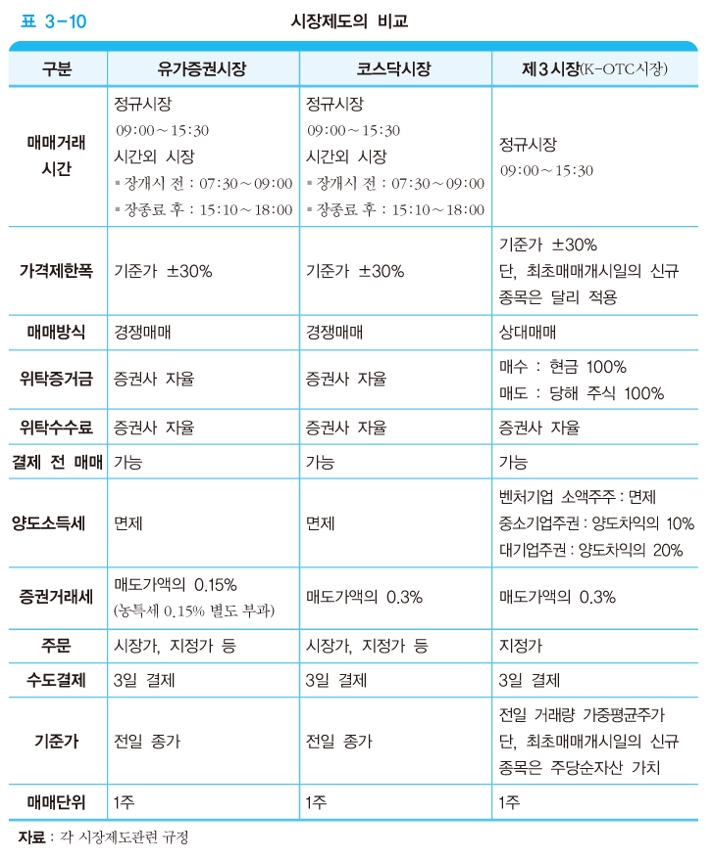 표 3-10 시장제도의 비교
구분 유가증권시장 코스닥시장 제3시장(K-OTC시장)
매매거래 시간
정규시장
09:00~15:30
시간외 시장
▪장개시 전 : 07:30~09:00
▪장종료 후 : 15:10~18:00
정규시장
09:00~15:30
시간외 시장
▪장개시 전 : 07:30~09:00
▪장종료 후 : 15:10~18:00
정규시장
09:00~15:30
가격제한폭 기준가 ±30% 기준가 ±30%
기준가 ±30%
단, 최초매매개시일의 신규
종목은 달리 적용
매매방식 경쟁매매 경쟁매매 상대매매
위탁증거금 증권사 자율 증권사 자율
매수 : 현금 100%
매도 : 당해 주식 100%
위탁수수료 증권사 자율 증권사 자율 증권사 자율
결제 전 매매 가능 가능 가능
양도소득세 면제 면제
벤처기업 소액주주 : 면제
중소기업주권 : 양도차익의 10%
대기업주권 : 양도차익의 20%
증권거래세
매도가액의 0.15%
(농특세 0.15% 별도 부과)
매도가액의 0.3% 매도가액의 0.3%
주문 시장가, 지정가 등 시장가, 지정가 등 지정가
수도결제 3일 결제 3일 결제 3일 결제
기준가 전일 종가 전일 종가
전일 거래량 가중평균주가
단, 최초매매개시일의 신규
종목은 주당순자산 가치
매매단위 1주 1주 1주
자료 : 각 시장제도관련 규정